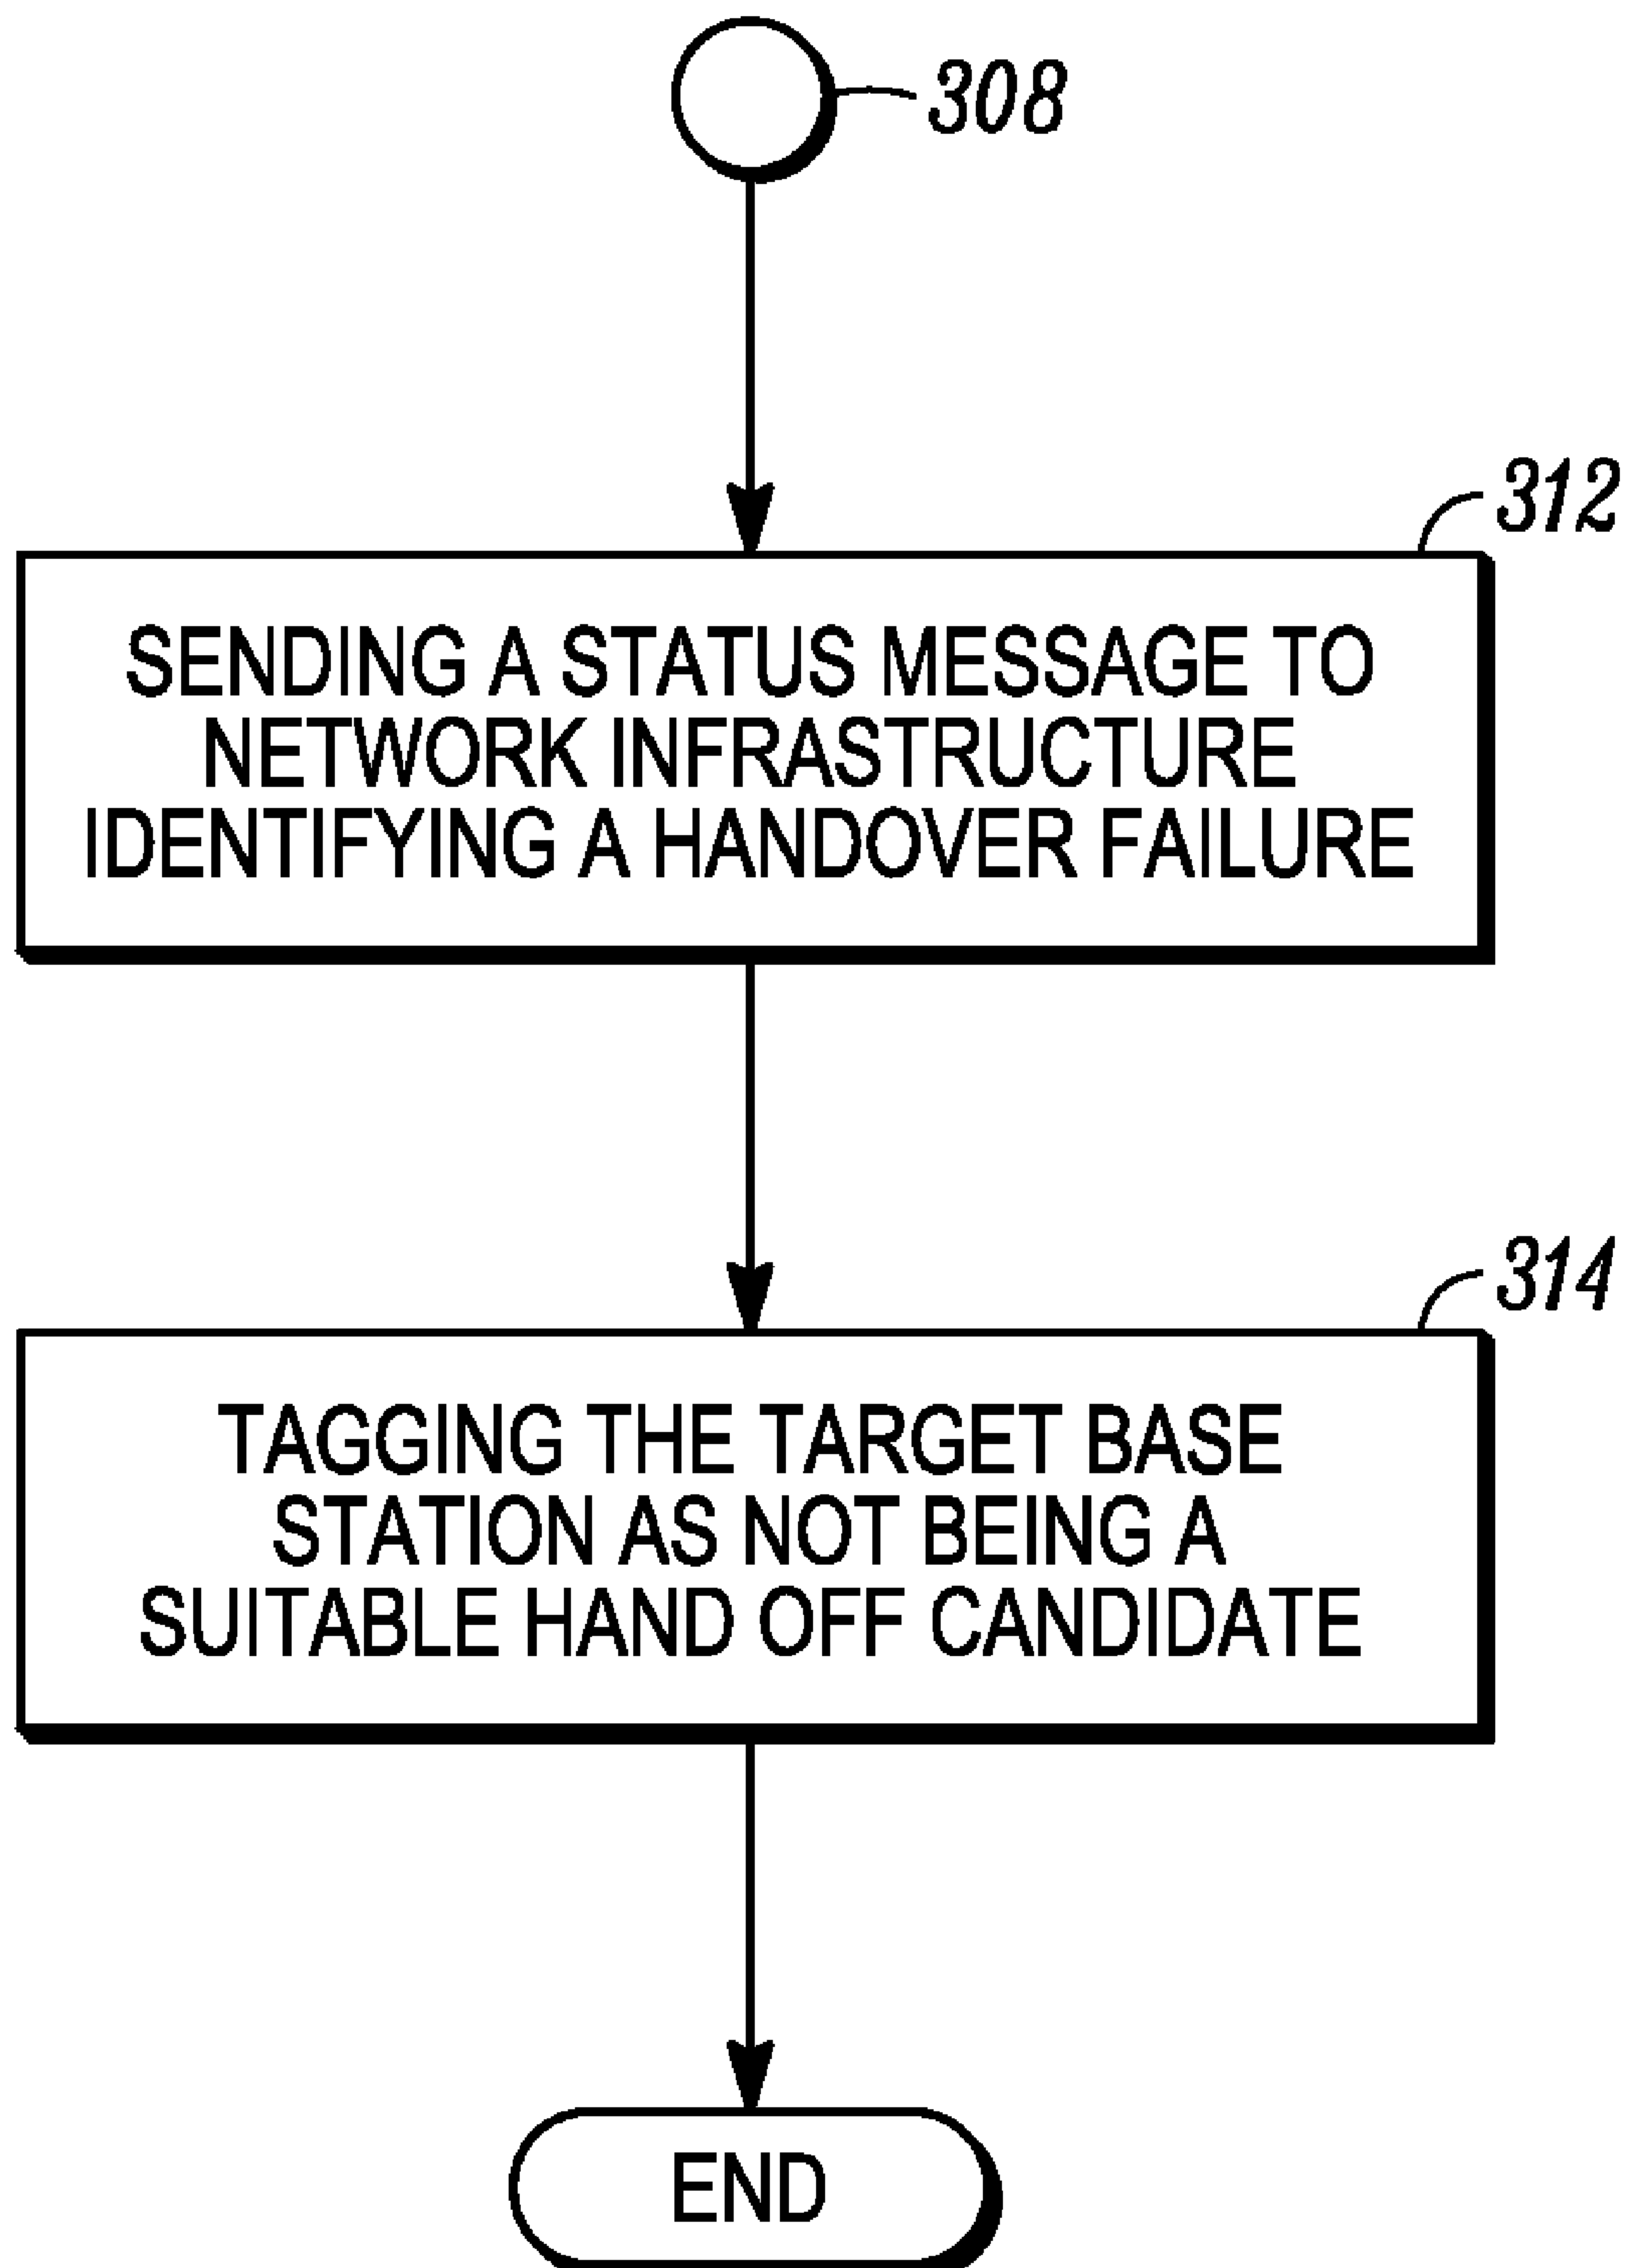 308
312
SENDING A STATUS MESSAGE TO
NETWORK INFRASTRUCTURE
IDENTIFYING A HANDOVER FAILURE
314
TAGGING THE TARGET BASE
STATION AS NOT BEING A
SUITABLE HAND OFF CANDIDATE
END